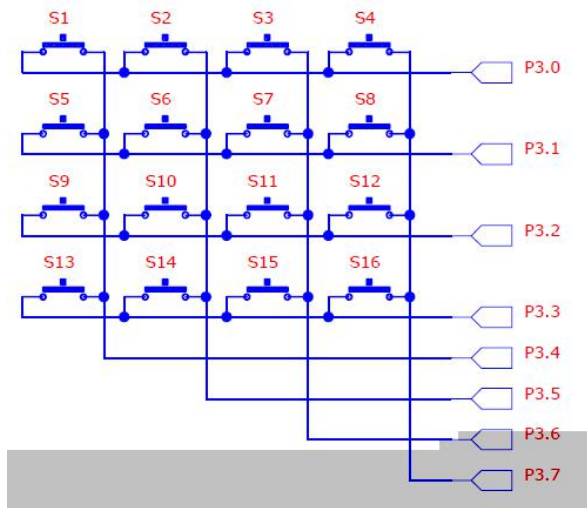 S1 S2 S3 S4
P3.0
S5 S6 S7 S8
P3.1
S9 S10 S11 S12
P3.2
S13 S14 S15 S16
P3.3
P3.4
P3.5
P3.6
P3.7